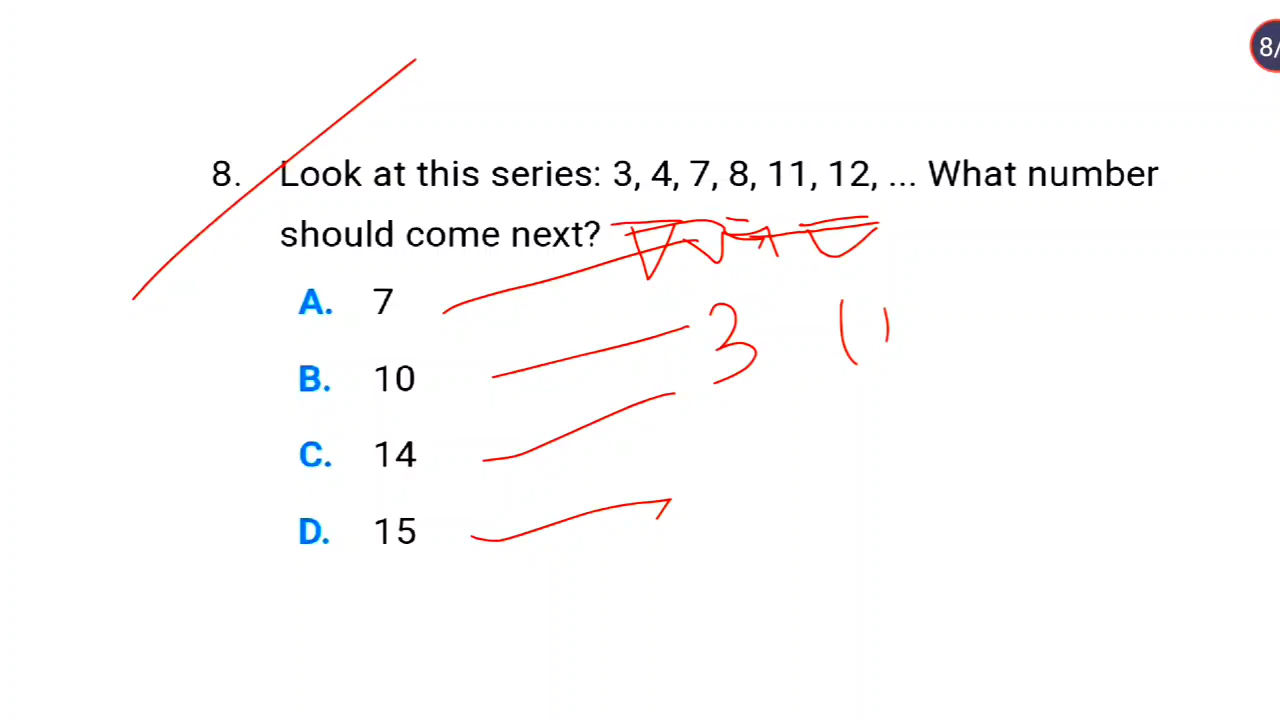 8/
8. Look at this series: 3, 4, 7, 8, 11, 12, ... What number
should come next?
A. 7
B. 10
3 (
C. 14
D. 15